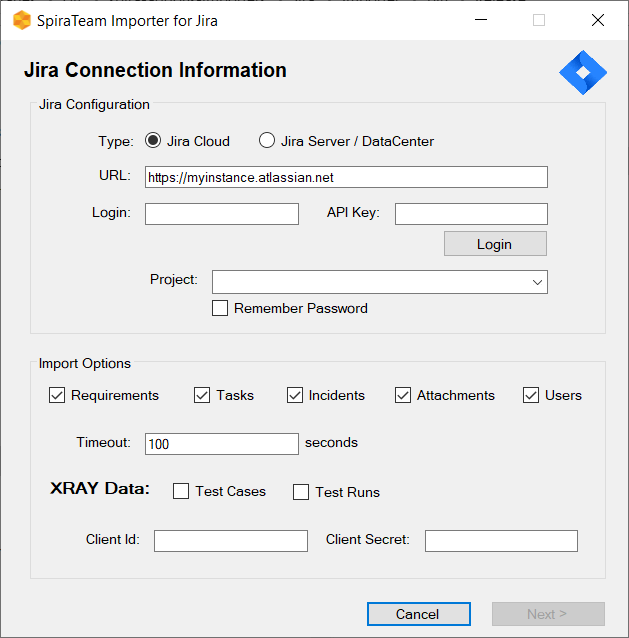 SpiraTeam Importer for Jira
Jira Connection Information
Jira Configuration
Type: Jira Cloud Jira Server / DataCenter
URL: https://myinstance.atlassian.net
Login: API Key:
Login
Project:
Remember Password
Import Options
Requirements Tasks Incidents Attachments Users
Timeout: 100 seconds
XRAY Data: Test Cases Test Runs
Client Id: Client Secret:
Cancel Next >